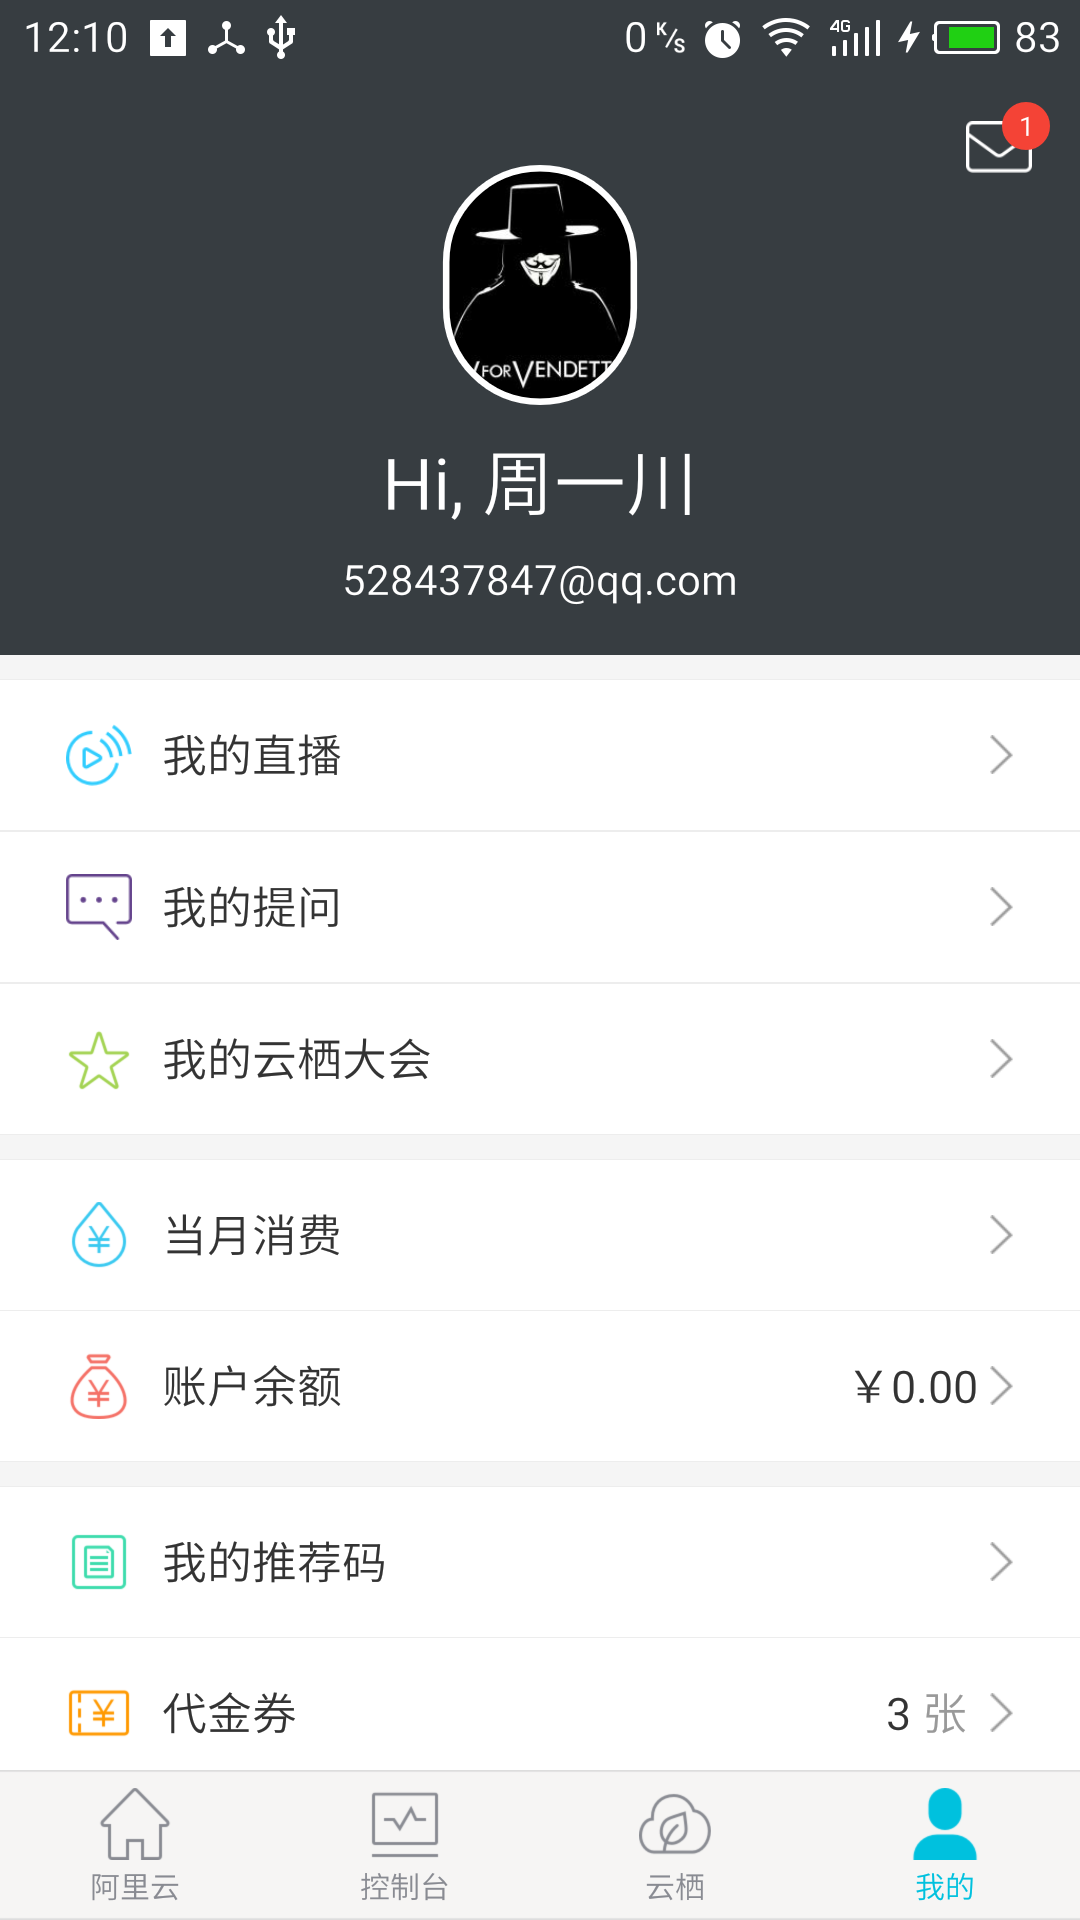 12:10 0 K/s 4G 83
1
V FOR VENDETT
Hi, 周一川
528437847@qq.com
我的直播
我的提问
我的云栖大会
当月消费
账户余额 ￥0.00
我的推荐码
代金券 3 张
阿里云 控制台 云栖 我的